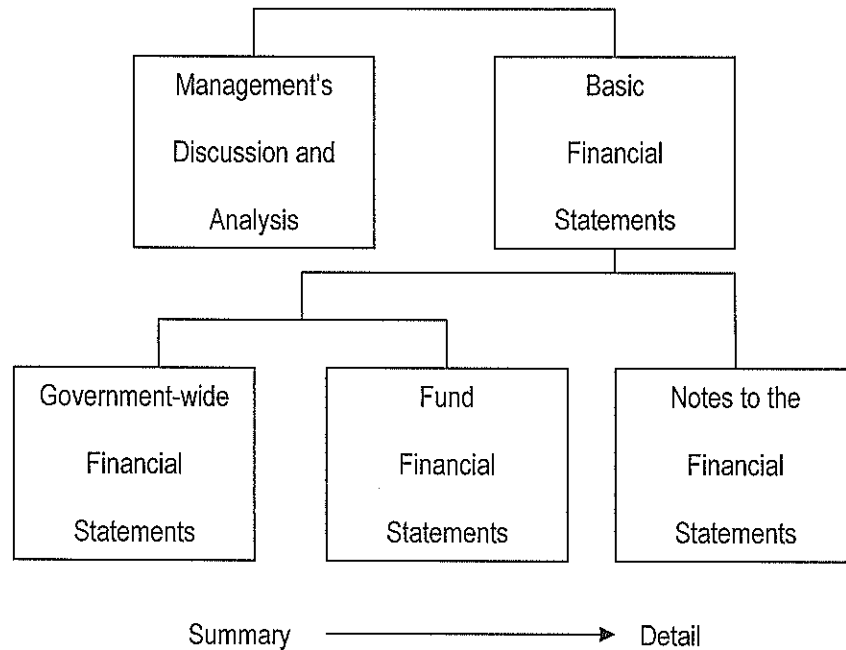 Management's
Discussion and
Analysis
Basic
Financial
Statements
Government-wide
Financial
Statements
Fund
Financial
Statements
Notes to the
Financial
Statements
Summary
Detail